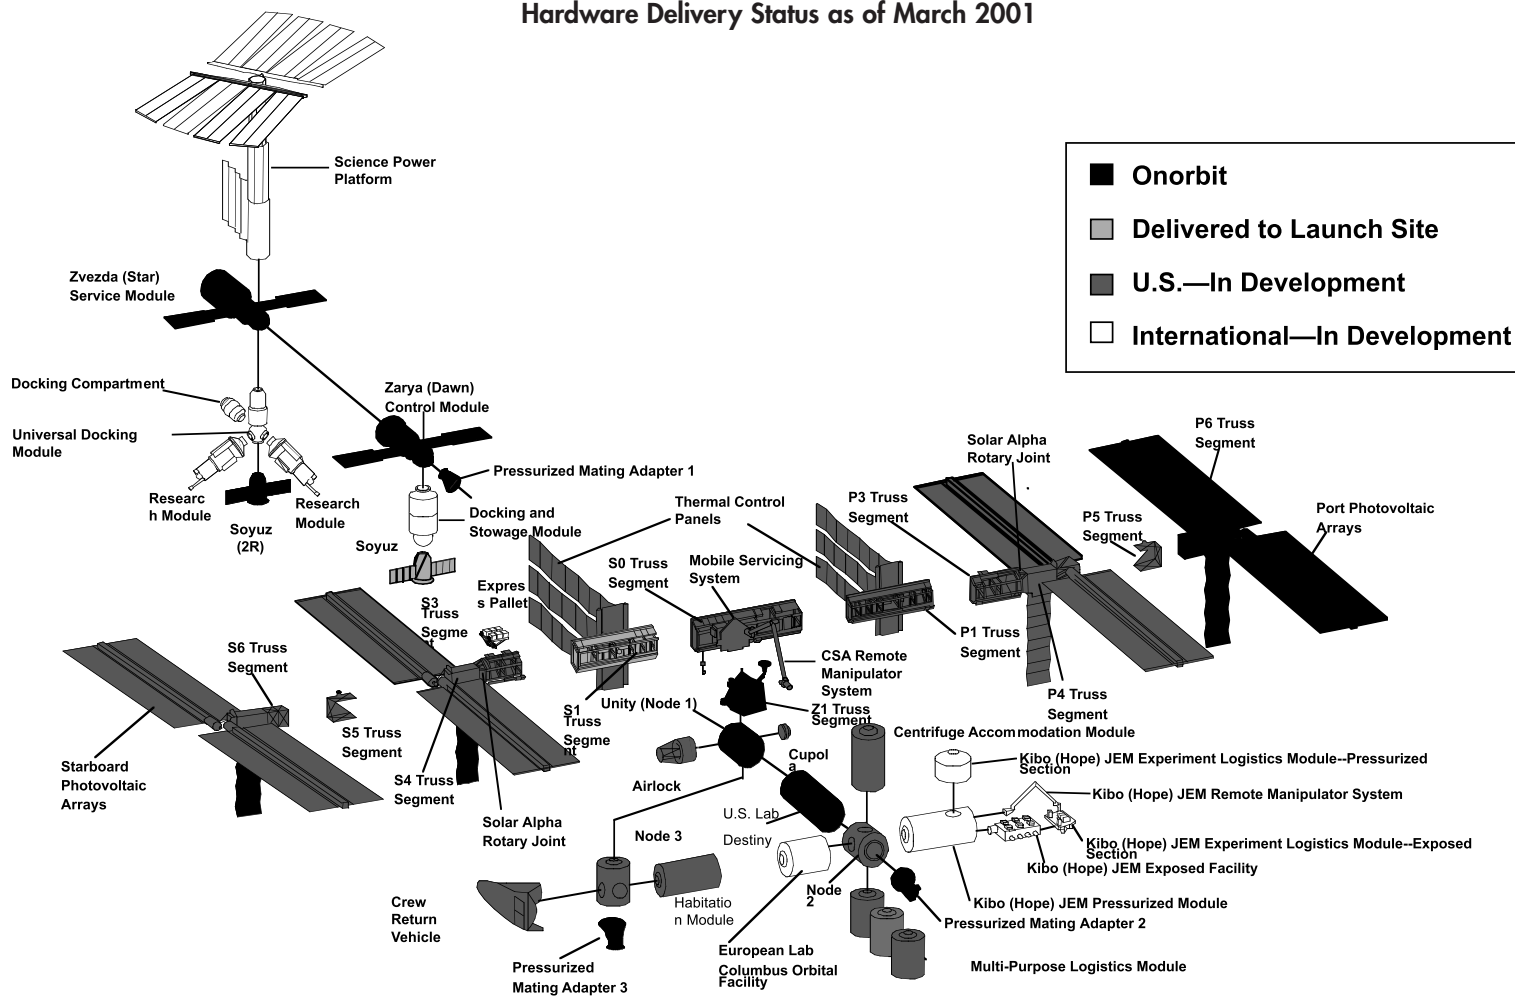 Hardware Delivery Status as of March 2001
Onorbit
Delivered to Launch Site
U.S.—In Development
International—In Development
Science Power
Platform
Zvezda (Star)
Service Module
Docking Compartment
Universal Docking
Module
Researc
h Module
Soyuz
(2R)
Research
Module
Zarya (Dawn)
Control Module
Pressurized Mating Adapter 1
Docking and
Stowage Module
Soyuz
Thermal Control
Panels
Expres
s Pallet
S3
Truss
Segme
nt
S0 Truss
Segment
Mobile Servicing
System
P3 Truss
Segment
Solar Alpha
Rotary Joint
P5 Truss
Segment
P6 Truss
Segment
Port Photovoltaic
Arrays
P1 Truss
Segment
P4 Truss
Segment
CSA Remote
Manipulator
System
Z1 Truss
Segment
Unity (Node 1)
S1
Truss
Segme
nt
S6 Truss
Segment
S5 Truss
Segment
S4 Truss
Segment
Starboard
Photovoltaic
Arrays
Solar Alpha
Rotary Joint
Airlock
Cupol
a
U.S. Lab
Destiny
Node 3
Centrifuge Accommodation Module
Kibo (Hope) JEM Experiment Logistics Module--Pressurized
Section
Kibo (Hope) JEM Remote Manipulator System
Kibo (Hope) JEM Experiment Logistics Module--Exposed
Section
Kibo (Hope) JEM Exposed Facility
Kibo (Hope) JEM Pressurized Module
Pressurized Mating Adapter 2
Node
2
Habitatio
n Module
Crew
Return
Vehicle
Pressurized
Mating Adapter 3
European Lab
Columbus Orbital
Facility
Multi-Purpose Logistics Module